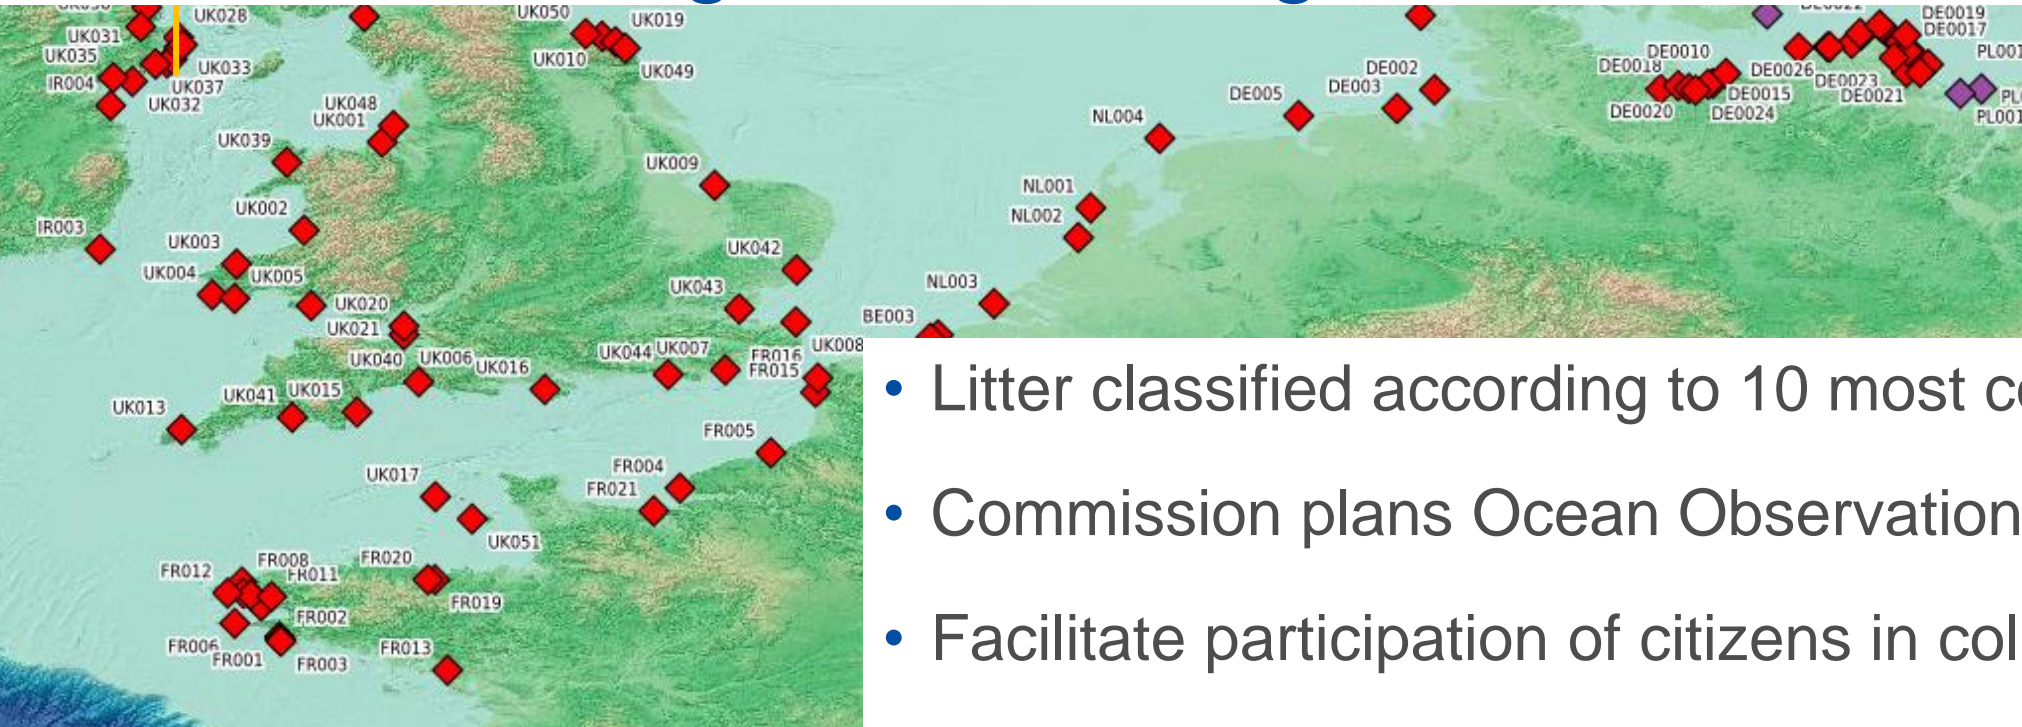 UK028
UK050
UK019
DE0019
DE0017
UK031
UK035
UK033
UK010
UK049
DE0010
IR004
UK037
UK032
DE002
DE0018
DE0026
DE003
DE0023
DE0015
DE0021
DE005
UK048
UK001
NL004
DE0020
DE0024
UK039
UK009
NL001
UK002
NL002
IR003
UK003
UK042
UK004
UK005
UK043
NL003
UK020
UK021
BE003
UK040
UK006
UK016
UK044
UK007
FR016
FR015
UK008
UK041
UK015
UK013
FR005
UK017
FR004
FR021
UK051
FR012
FR008
FR011
FR020
FR019
FR002
FR006
FR001
FR003
FR013
• Litter classified according to 10 most
• Commission plans Ocean Observation
• Facilitate participation of citizens in